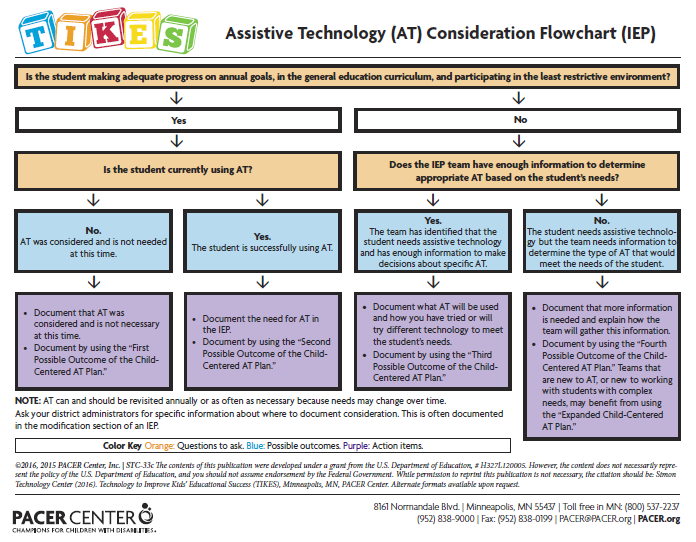 TIKES
Assistive Technology (AT) Consideration Flowchart (IEP)
Is the student making adequate progress on annual goals, in the general education curriculum, and participating in the least restrictive environment?
Yes
No
Is the student currently using AT?
Does the IEP team have enough information to determine
appropriate AT based on the student's needs?
No.
AT was considered and is not needed
at this time.
Yes.
The student is successfully using AT.
Yes.
The team has identified that the
student needs assistive technology
and has enough information to make
decisions about specific AT.
No.
The student needs assistive technolo-
gy but the team needs information to
determine the type of AT that would
meet the needs of the student.
• Document that AT was
considered and is not necessary
at this time.
• Document by using the “First
Possible Outcome of the Child-
Centered AT Plan.”
• Document the need for AT in
the IEP.
• Document by using the “Second
Possible Outcome of the Child-
Centered AT Plan.”
• Document what AT will be used
and how you have tried or will
try different technology to meet
the student's needs.
• Document by using the “Third
Possible Outcome of the Child-
Centered AT Plan.”
• Document that more information
is needed and explain how the
team will gather this information.
• Document by using the “Fourth
Possible Outcome of the Child-
Centered AT Plan.” Teams that
are new to AT, or new to working
with students with complex
needs, may benefit from using
the “Expanded Child-Centered
AT Plan.”
NOTE: AT can and should be revisited annually or as often as necessary because needs may change over time.
Ask your district administrators for specific information about where to document consideration. This is often documented
in the modification section of an IEP.
Color Key Orange: Questions to ask. Blue: Possible outcomes. Purple: Action items.
©2016, 2015 PACER Center, Inc. | STC-33c The contents of this publication were developed under a grant from the U.S. Department of Education, # H327L120005. However, the content does not necessarily repre-
sent the policy of the U.S. Department of Education, and you should not assume endorsement by the Federal Government. While permission to reprint this publication is not necessary, the citation should be: Simon
Technology Center (2016). Technology to Improve Kids' Educational Success (TIKES), Minneapolis, MN, PACER Center. Alternate formats available upon request.
PACER CENTER
CHAMPIONS FOR CHILDREN WITH DISABILITIES
8161 Normandale Blvd. | Minneapolis, MN 55437 | Toll free in MN: (800) 537-2237
(952) 838-9000 | Fax: (952) 838-0199 | PACER@PACER.org | PACER.org